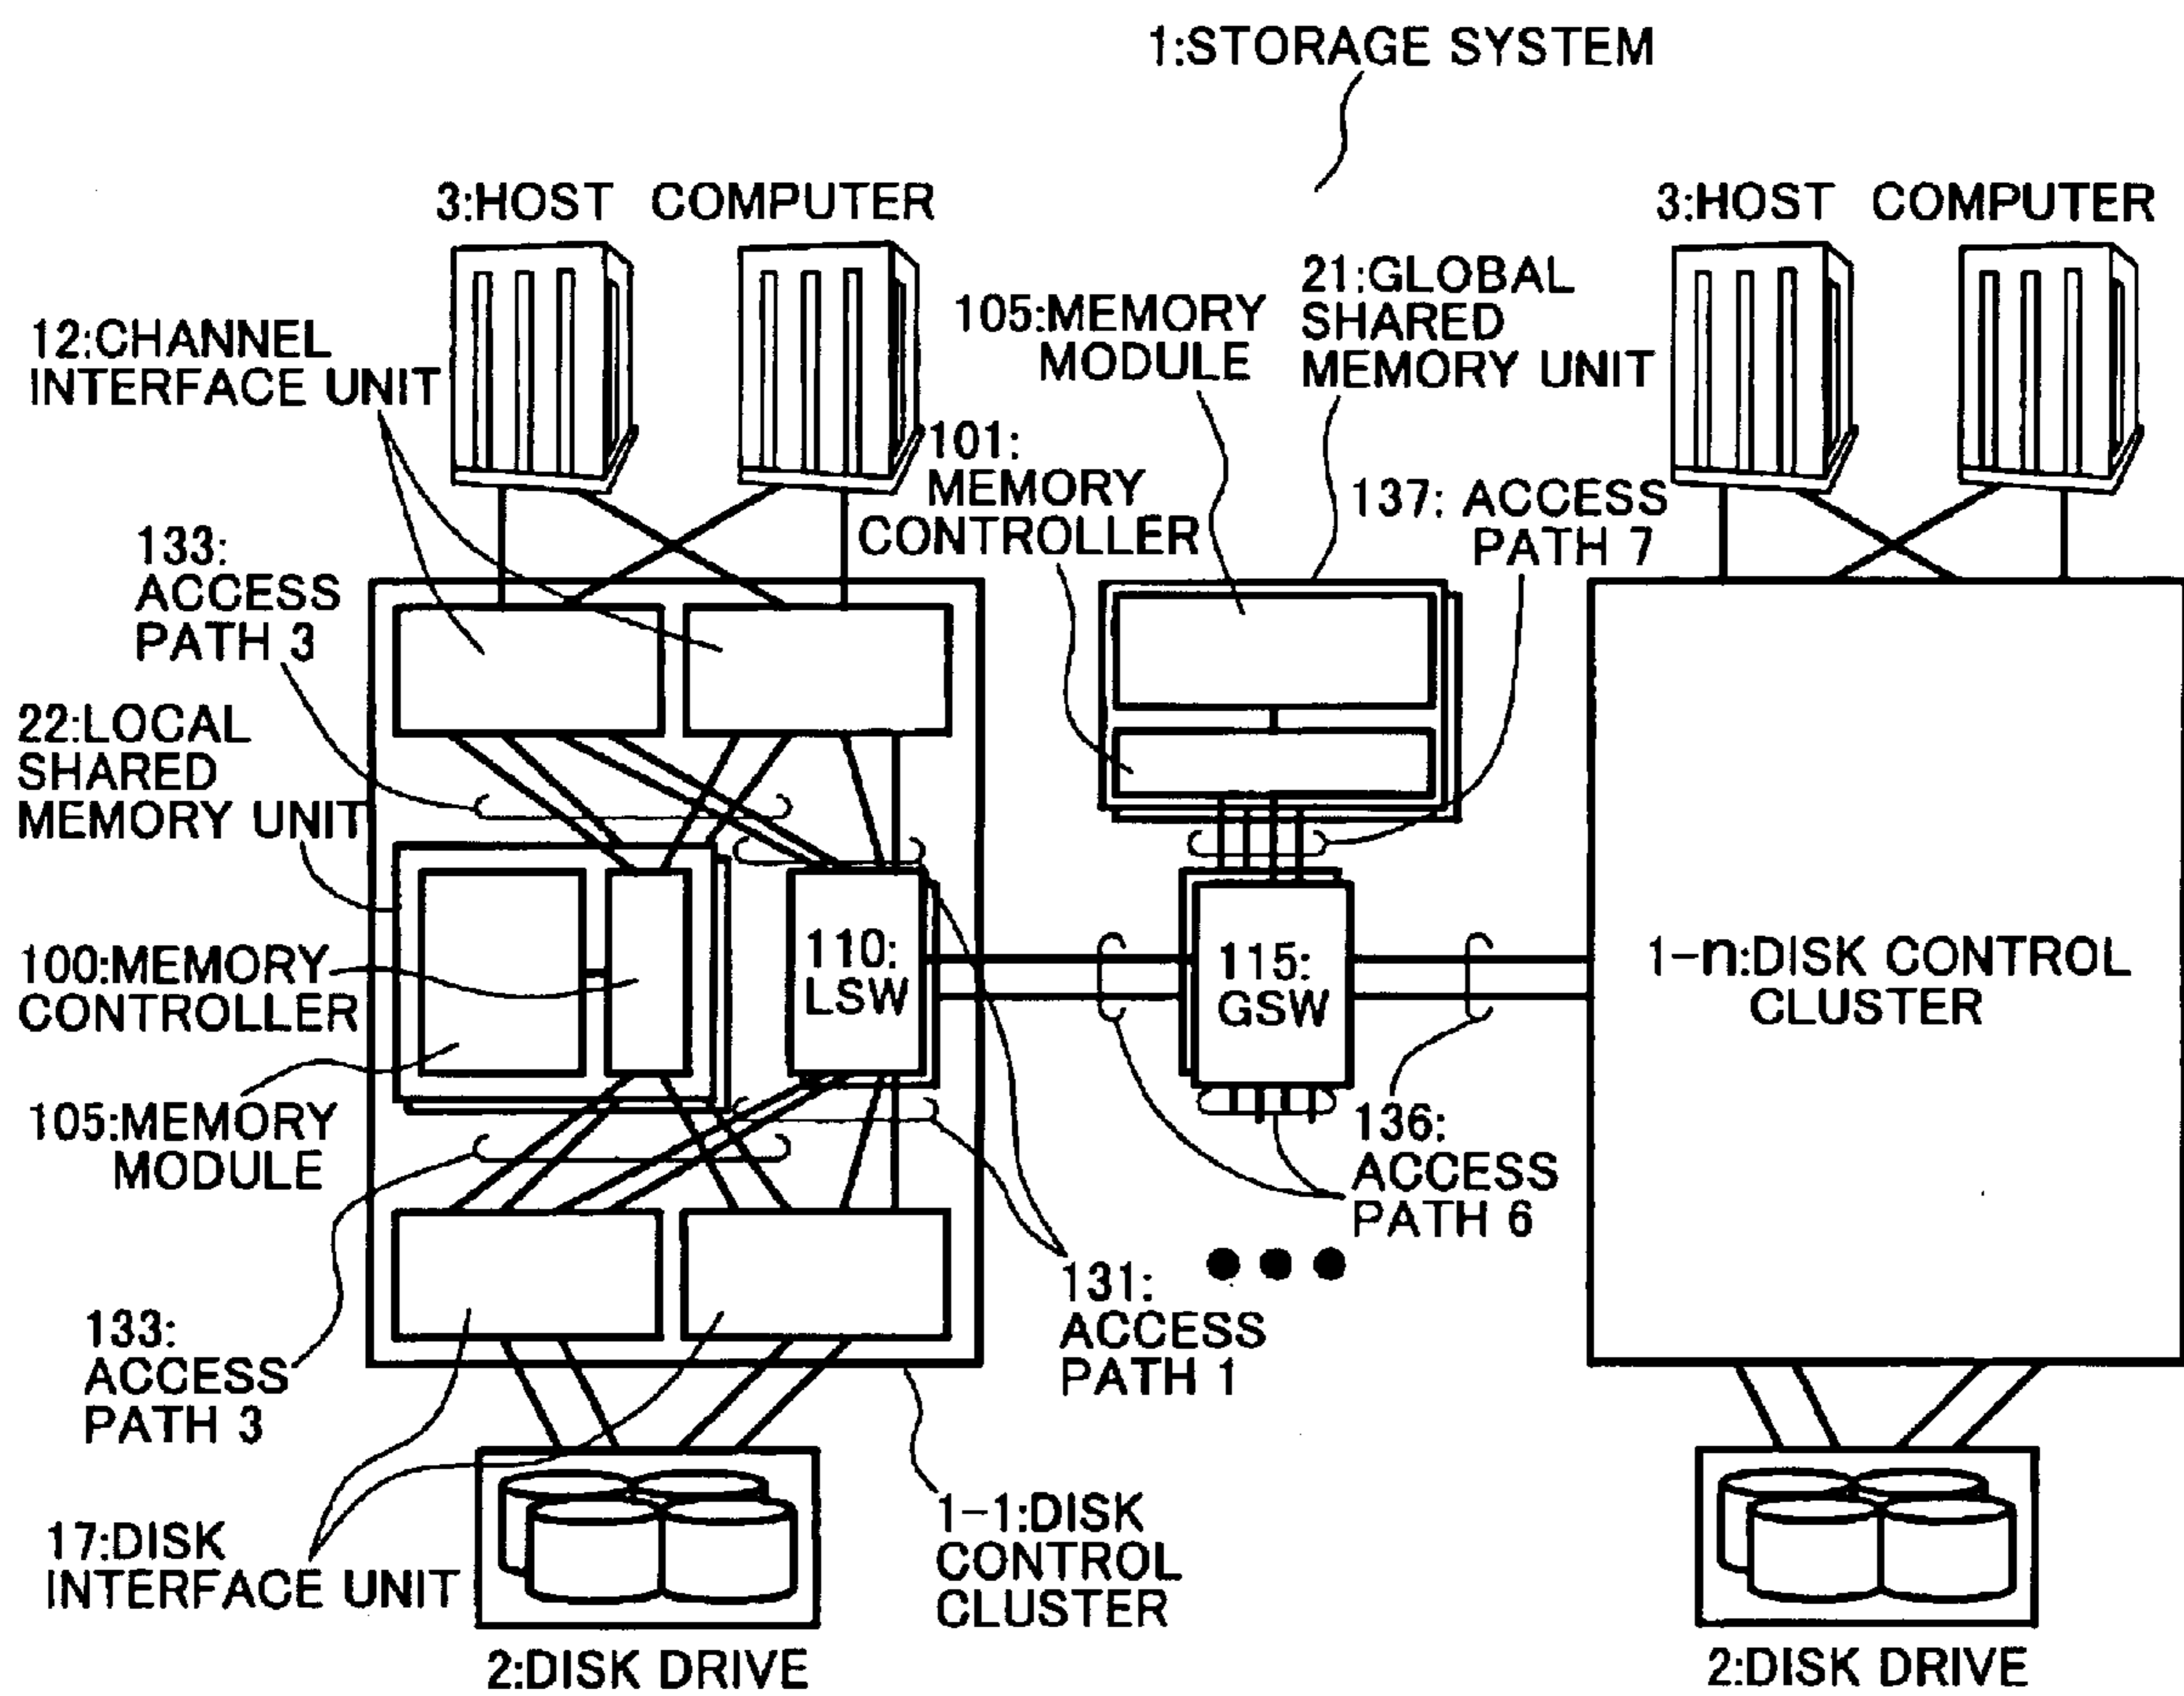 1:STORAGE SYSTEM
3:HOST COMPUTER
3:HOST COMPUTER
12:CHANNEL
INTERFACE UNIT
105:MEMORY
MODULE
21:GLOBAL
SHARED
MEMORY UNIT
101:
MEMORY
CONTROLLER
137: ACCESS
PATH 7
133:
ACCESS
PATH 3
22:LOCAL
SHARED
MEMORY UNIT
100:MEMORY
CONTROLLER
110:
LSW
115:
GSW
1-n:DISK CONTROL
CLUSTER
105:MEMORY
MODULE
136:
ACCESS
PATH 6
131:
ACCESS
PATH 1
133:
ACCESS
PATH 3
17:DISK
INTERFACE UNIT
1-1:DISK
CONTROL
CLUSTER
2:DISK DRIVE
2:DISK DRIVE